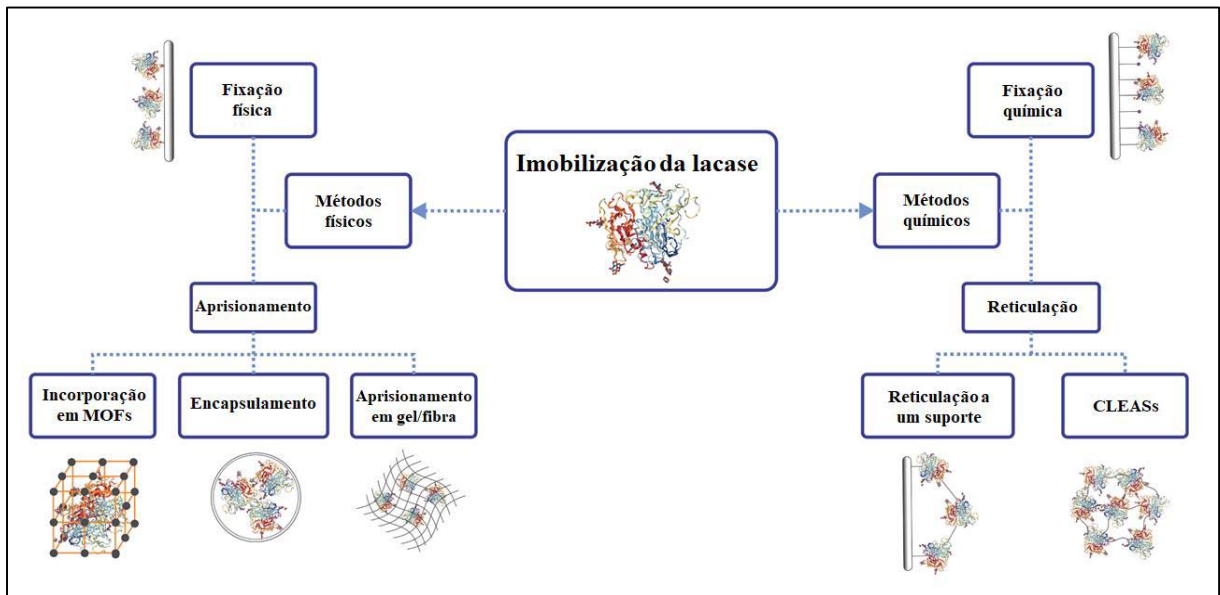 Fixação
física
Fixação
química
Imobilização da lacase
Métodos
físicos
Métodos
químicos
Aprisionamento
Reticulação
Incorporação
em MOFs
Encapsulamento
Aprisionamento
em gel/fibra
Reticulação a
um suporte
CLEASs